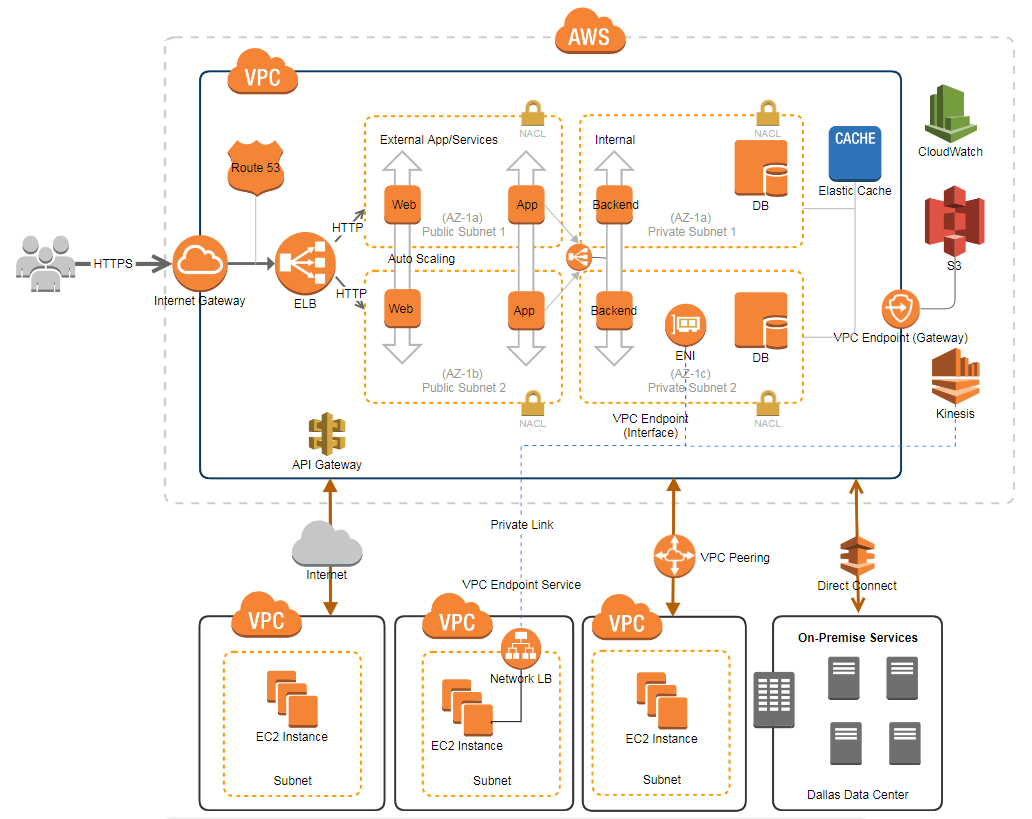 AWS
VPC
NACL
NACL
External App/Services
Internal
CACHE
CloudWatch
Route 53
Elastic Cache
Web
App
Backend
DB
(AZ-1a)
Public Subnet 1
(AZ-1a)
Private Subnet 1
HTTP
HTTPS
Auto Scaling
S3
Internet Gateway
ELB
HTTP
Web
App
Backend
ENI
DB
VPC Endpoint (Gateway)
(AZ-1b)
Public Subnet 2
(AZ-1c)
Private Subnet 2
Kinesis
NACL
NACL
VPC Endpoint
(Interface)
API Gateway
Private Link
Internet
VPC Endpoint Service
VPC Peering
Direct Connect
VPC
VPC
VPC
On-Premise Services
Network LB
EC2 Instance
EC2 Instance
EC2 Instance
Subnet
Subnet
Subnet
Dallas Data Center